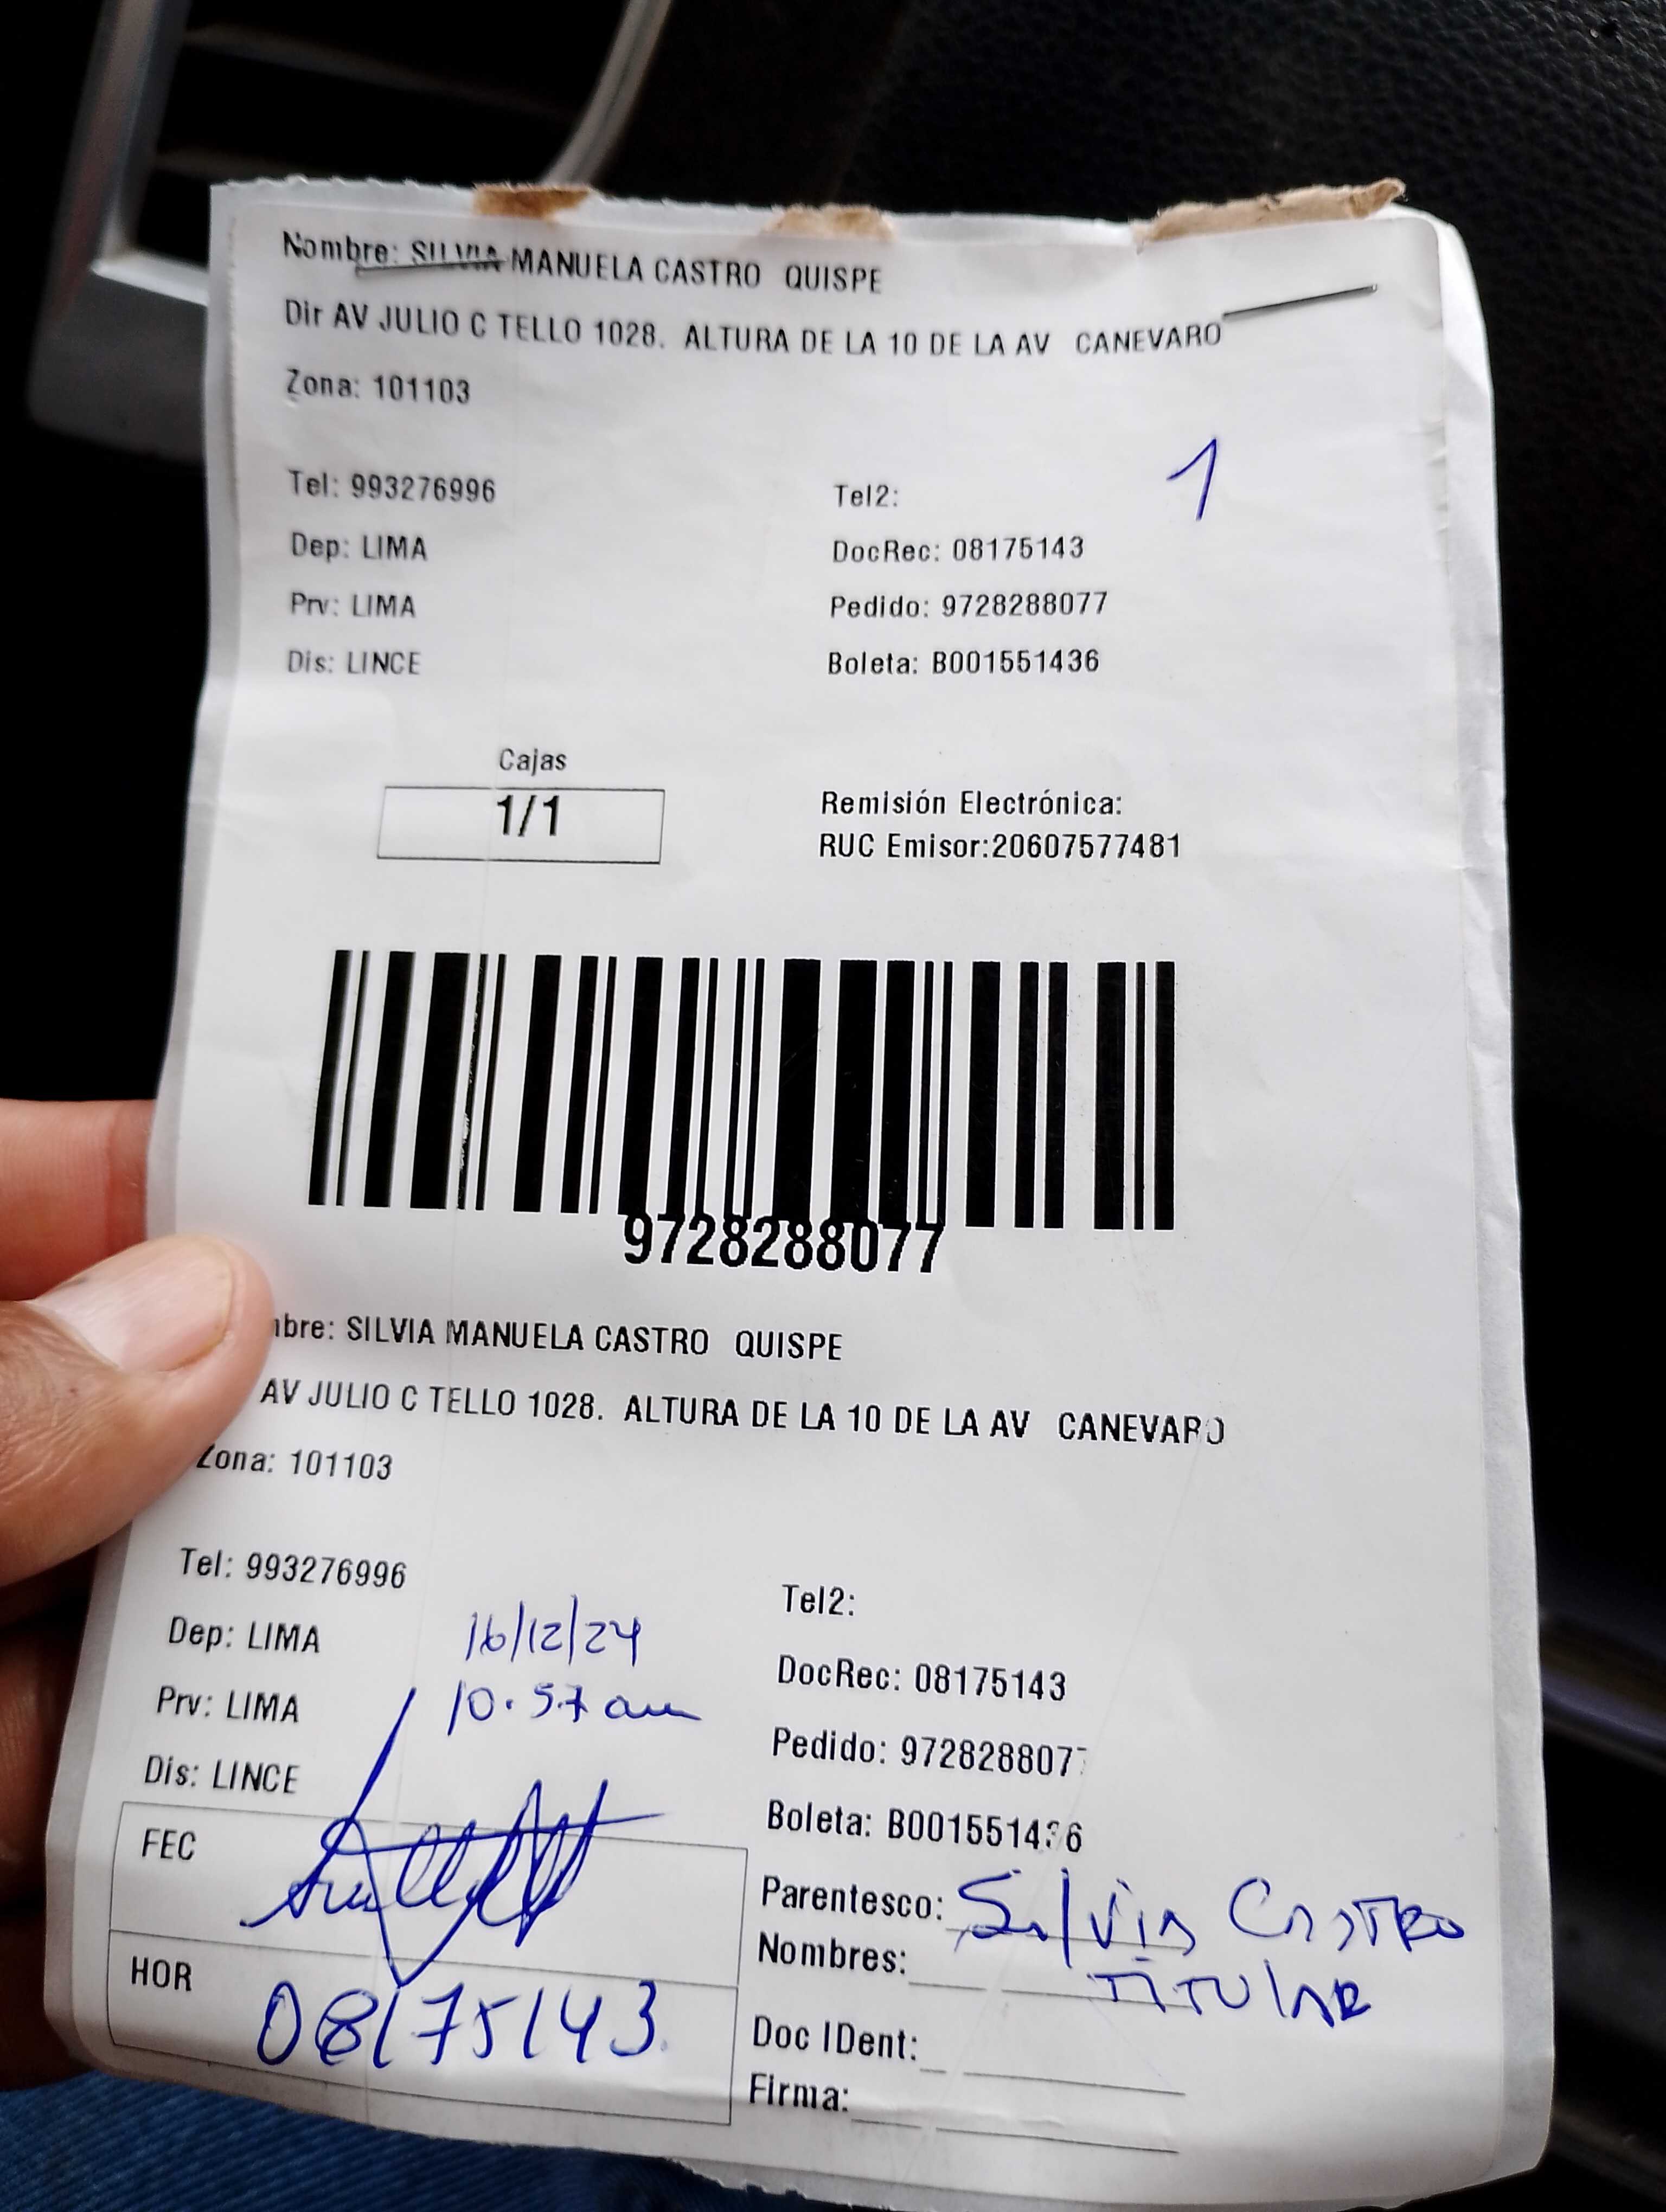 Nombre: SILVIA MANUELA CASTRO QUISPE
Dir AV JULIO C TELLO 1028. ALTURA DE LA 10 DE LA AV CANEVARO
Zona: 101103
1
Tel: 993276996 Tel2:
Dep: LIMA DocRec: 08175143
Prv: LIMA Pedido: 9728288077
Dis: LINCE Boleta: B001551436
Cajas
1/1
Remisión Electrónica:
RUC Emisor:20607577481
9728288077
mbre: SILVIA MANUELA CASTRO QUISPE
AV JULIO C TELLO 1028. ALTURA DE LA 10 DE LA AV CANEVARO
Zona: 101103
Tel: 993276996 Tel2:
Dep: LIMA 16/12/24 DocRec: 08175143
Prv: LIMA 10.57 am Pedido: 9728288077
Dis: LINCE Boleta: B001551436
FEC
Parentesco: Silvia CASTRO
Nombres: TITULAR
HOR 08175143
Doc IDent:
Firma: